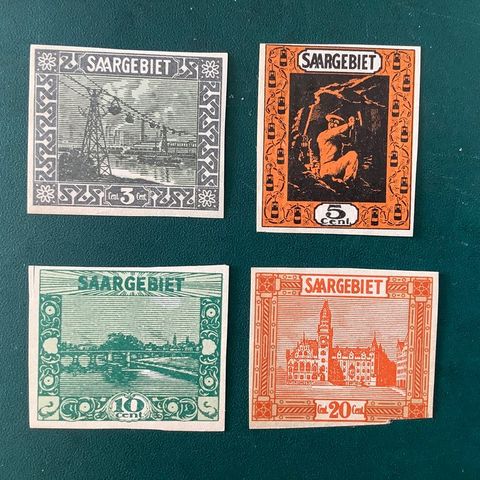 SAARGEBIET
Cent. 3 Cent.
SAARGEBIET
5
Cent.
SAARGEBIET
10
Cent.
SAARGEBIET
Cent. 20 Cent.